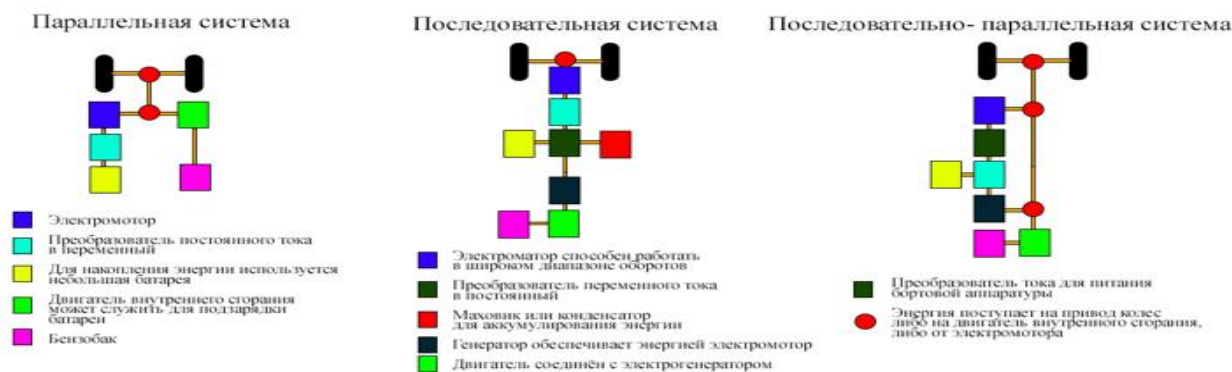 Параллельная система
Последовательная система
Последовательно- параллельная система
Электромотор
Преобразователь постоянного тока
в переменный
Для накопления энергии используется
небольшая батарея
Двигатель внутреннего сгорания
может служить для подзарядки
батареи
Бензобак
Электроматор способен работать
в широком диапазоне оборотов
Преобразователь переменного тока
в постоянный
Маховик или конденсатор
для аккумулирования энергии
Генератор обеспечивает энергией электромотор
Двигатель соединён с электрогенератором
Преобразователь тока для питания
бортовой аппаратуры
Энергия поступает на привод колес
либо на двигатель внутренного сгорания,
либо от электромотора